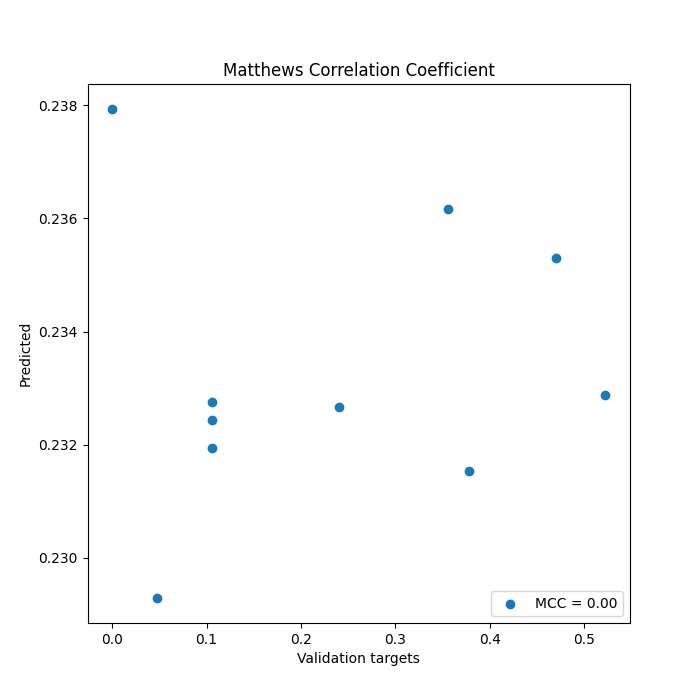 Matthews Correlation Coefficient
0.238
0.236
0.234
0.232
0.230
Predicted
MCC = 0.00
0.0 0.1 0.2 0.3 0.4 0.5
Validation targets